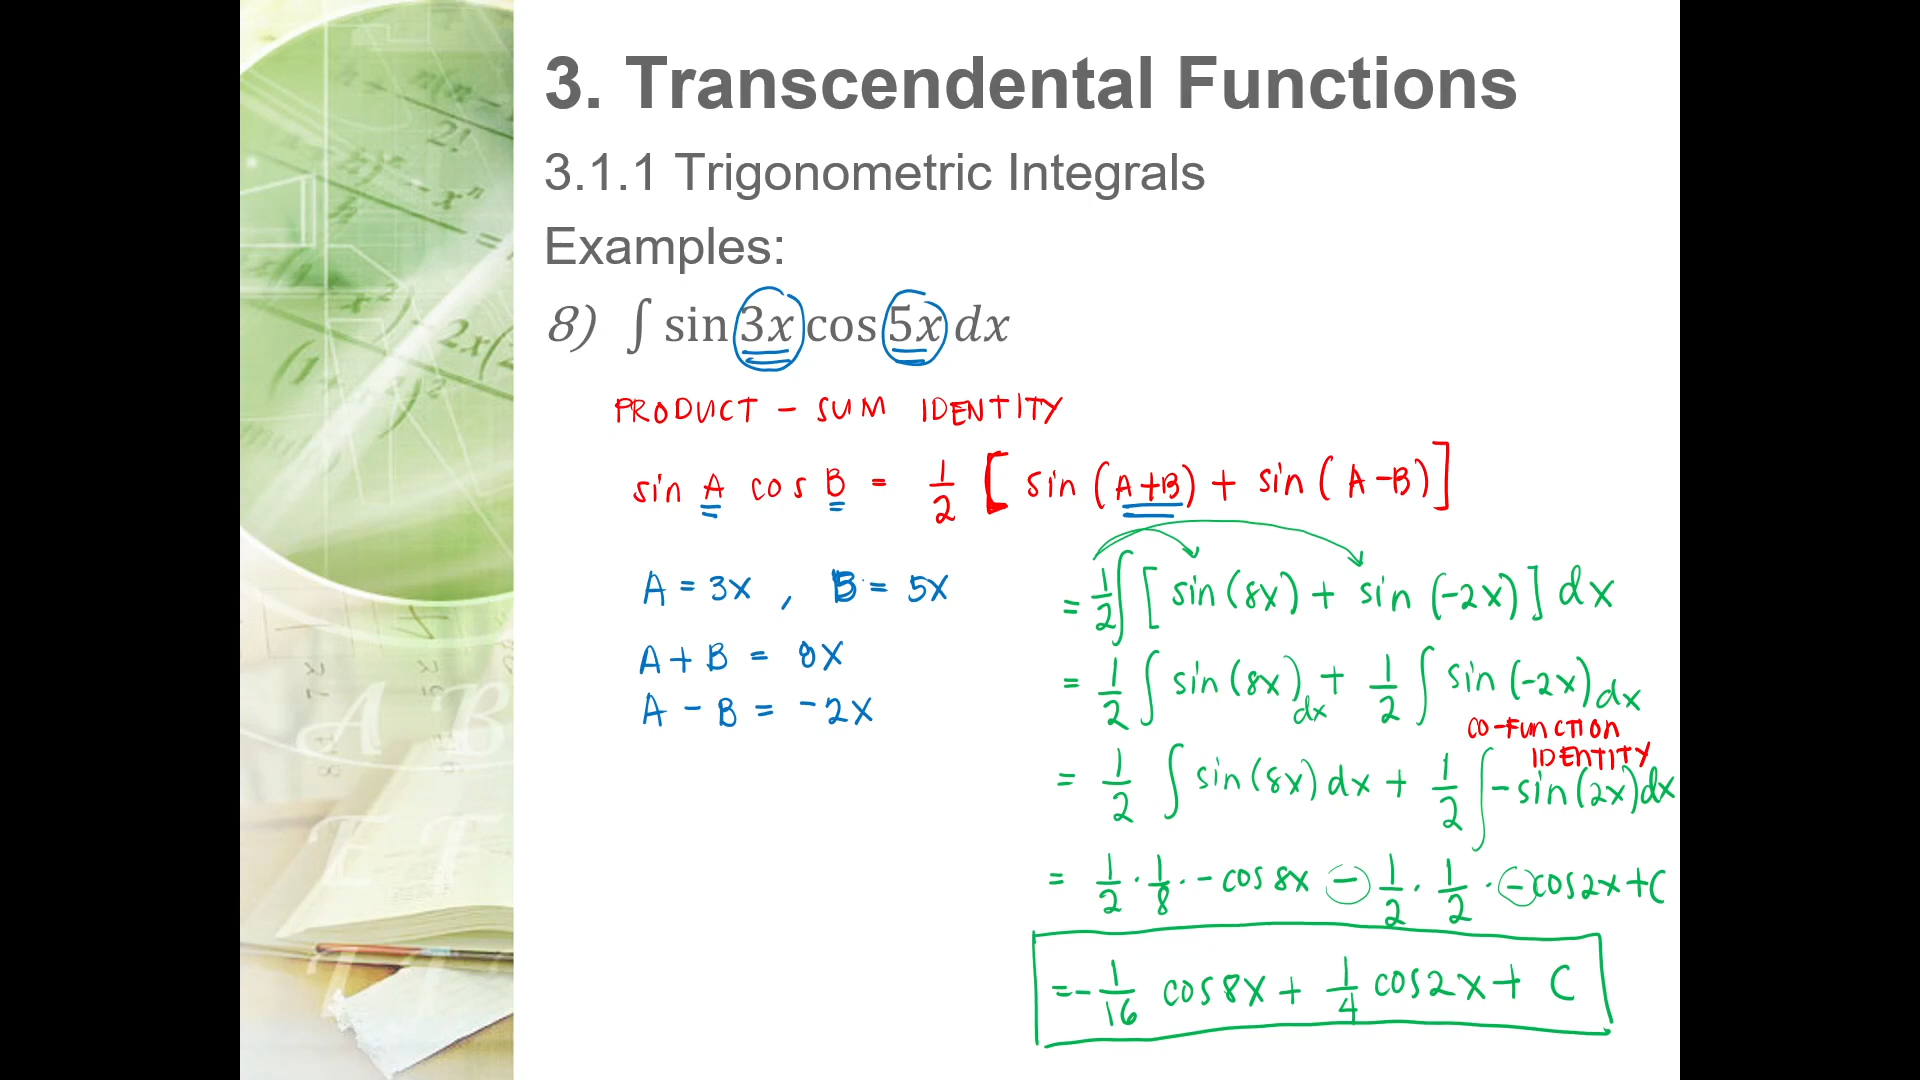 3. Transcendental Functions
3.1.1 Trigonometric Integrals
Examples:
8) ∫ sin 3x cos 5x dx
PRODUCT - SUM IDENTITY
sin A cos B = 1/2 [ sin (A+B) + sin ( A -B) ]
A = 3x , B = 5x
A + B = 8x
A - B = -2x
= 1/2 ∫ [ sin (8x) + sin (-2x) ] dx
= 1/2 ∫ sin (8x) dx + 1/2 ∫ sin (-2x) dx
CO-FUNCTION
IDENTITY
= 1/2 ∫ sin (8x) dx + 1/2 ∫ - sin (2x) dx
= 1/2 · 1/8 · - cos 8x - 1/2 · 1/2 · - cos 2x + C
= - 1/16 cos 8x + 1/4 cos 2x + C